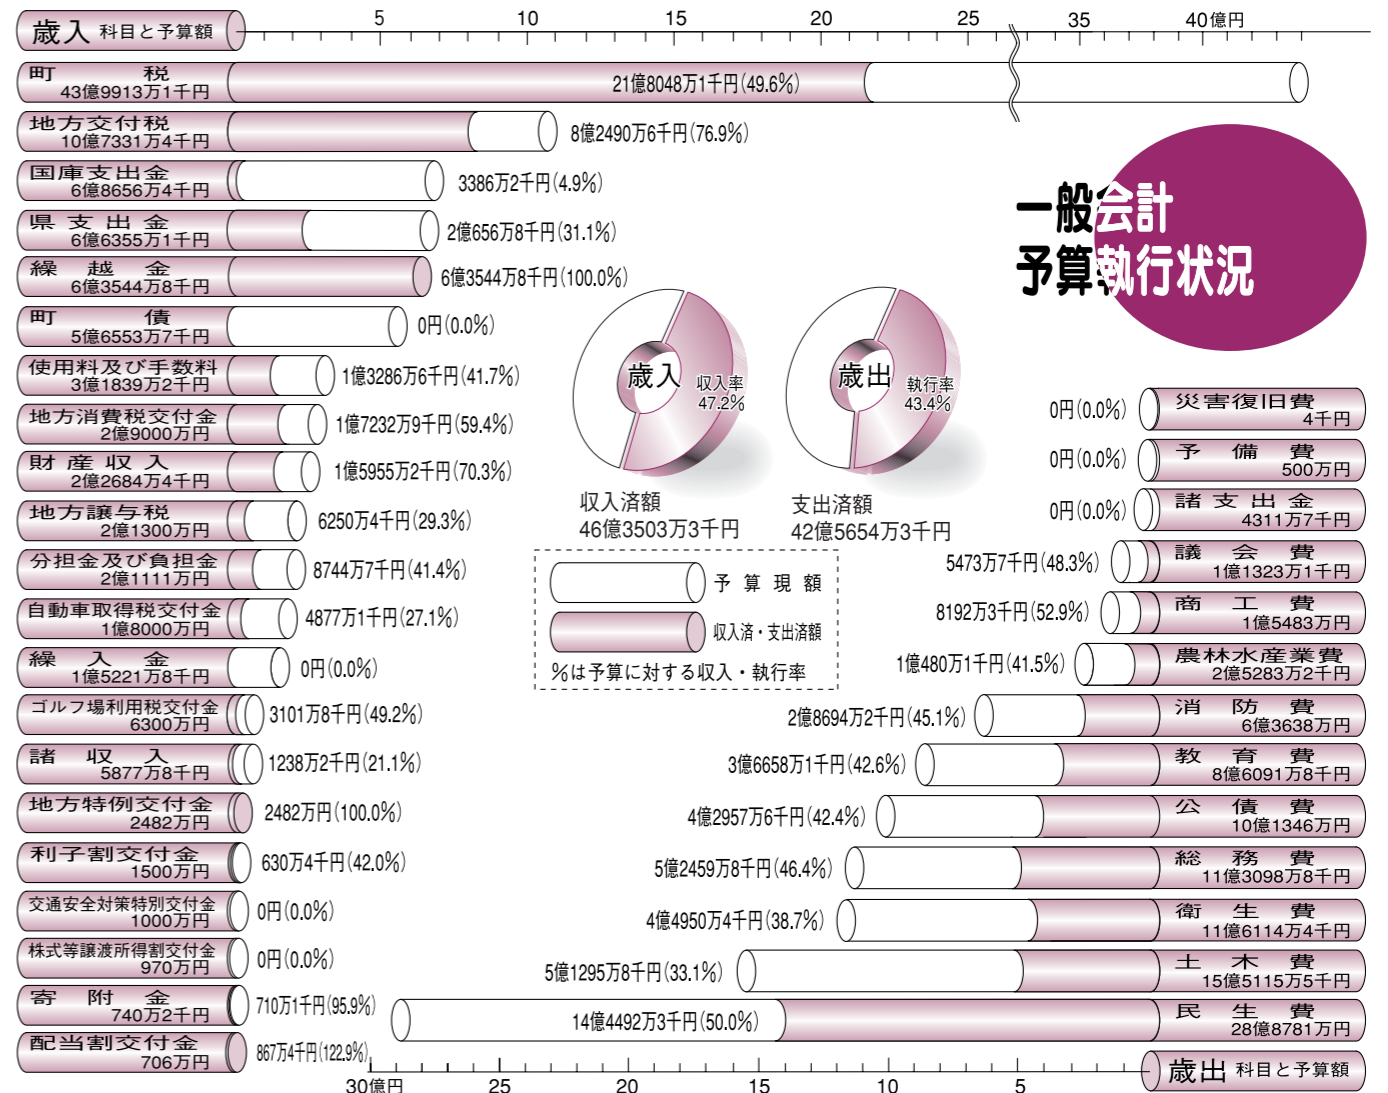 歳入 科目と予算額
5 10 15 20 25 35 40億円
町税
43億9913万1千円
21億8048万1千円(49.6%)
地方交付税
10億7331万4千円
8億2490万6千円(76.9%)
国庫支出金
6億8656万4千円
3386万2千円(4.9%)
県支出金
6億6355万1千円
2億656万8千円(31.1%)
繰越金
6億3544万8千円
6億3544万8千円(100.0%)
町債
5億6553万7千円
0円(0.0%)
使用料及び手数料
3億1839万2千円
1億3286万6千円(41.7%)
地方消費税交付金
2億9000万円
1億7232万9千円(59.4%)
財産収入
2億2684万4千円
1億5955万2千円(70.3%)
地方譲与税
2億1300万円
6250万4千円(29.3%)
分担金及び負担金
2億1111万円
8744万7千円(41.4%)
自動車取得税交付金
1億8000万円
4877万1千円(27.1%)
繰入金
1億5221万8千円
0円(0.0%)
ゴルフ場利用税交付金
6300万円
3101万8千円(49.2%)
諸収入
5877万8千円
1238万2千円(21.1%)
地方特例交付金
2482万円
2482万円(100.0%)
利子割交付金
1500万円
630万4千円(42.0%)
交通安全対策特別交付金
1000万円
0円(0.0%)
株式等譲渡所得割交付金
970万円
0円(0.0%)
寄附金
740万2千円
710万1千円(95.9%)
配当割交付金
706万円
867万4千円(122.9%)
一般会計
予算執行状況
歳入
収入率
47.2%
収入済額
46億3503万3千円
歳出
執行率
43.4%
支出済額
42億5654万3千円
予算現額
収入済・支出済額
%は予算に対する収入・執行率
0円(0.0%)
災害復旧費
4千円
0円(0.0%)
予備費
500万円
0円(0.0%)
諸支出金
4311万7千円
5473万7千円(48.3%)
議会費
1億1323万1千円
8192万3千円(52.9%)
商工費
1億5483万円
1億480万1千円(41.5%)
農林水産業費
2億5283万2千円
2億8694万2千円(45.1%)
消防費
6億3638万円
3億6658万1千円(42.6%)
教育費
8億6091万8千円
4億2957万6千円(42.4%)
公債費
10億1346万円
5億2459万8千円(46.4%)
総務費
11億3098万8千円
4億4950万4千円(38.7%)
衛生費
11億6114万4千円
5億1295万8千円(33.1%)
土木費
15億5115万5千円
14億4492万3千円(50.0%)
民生費
28億8781万円
30億円 25 20 15 10 5
歳出 科目と予算額